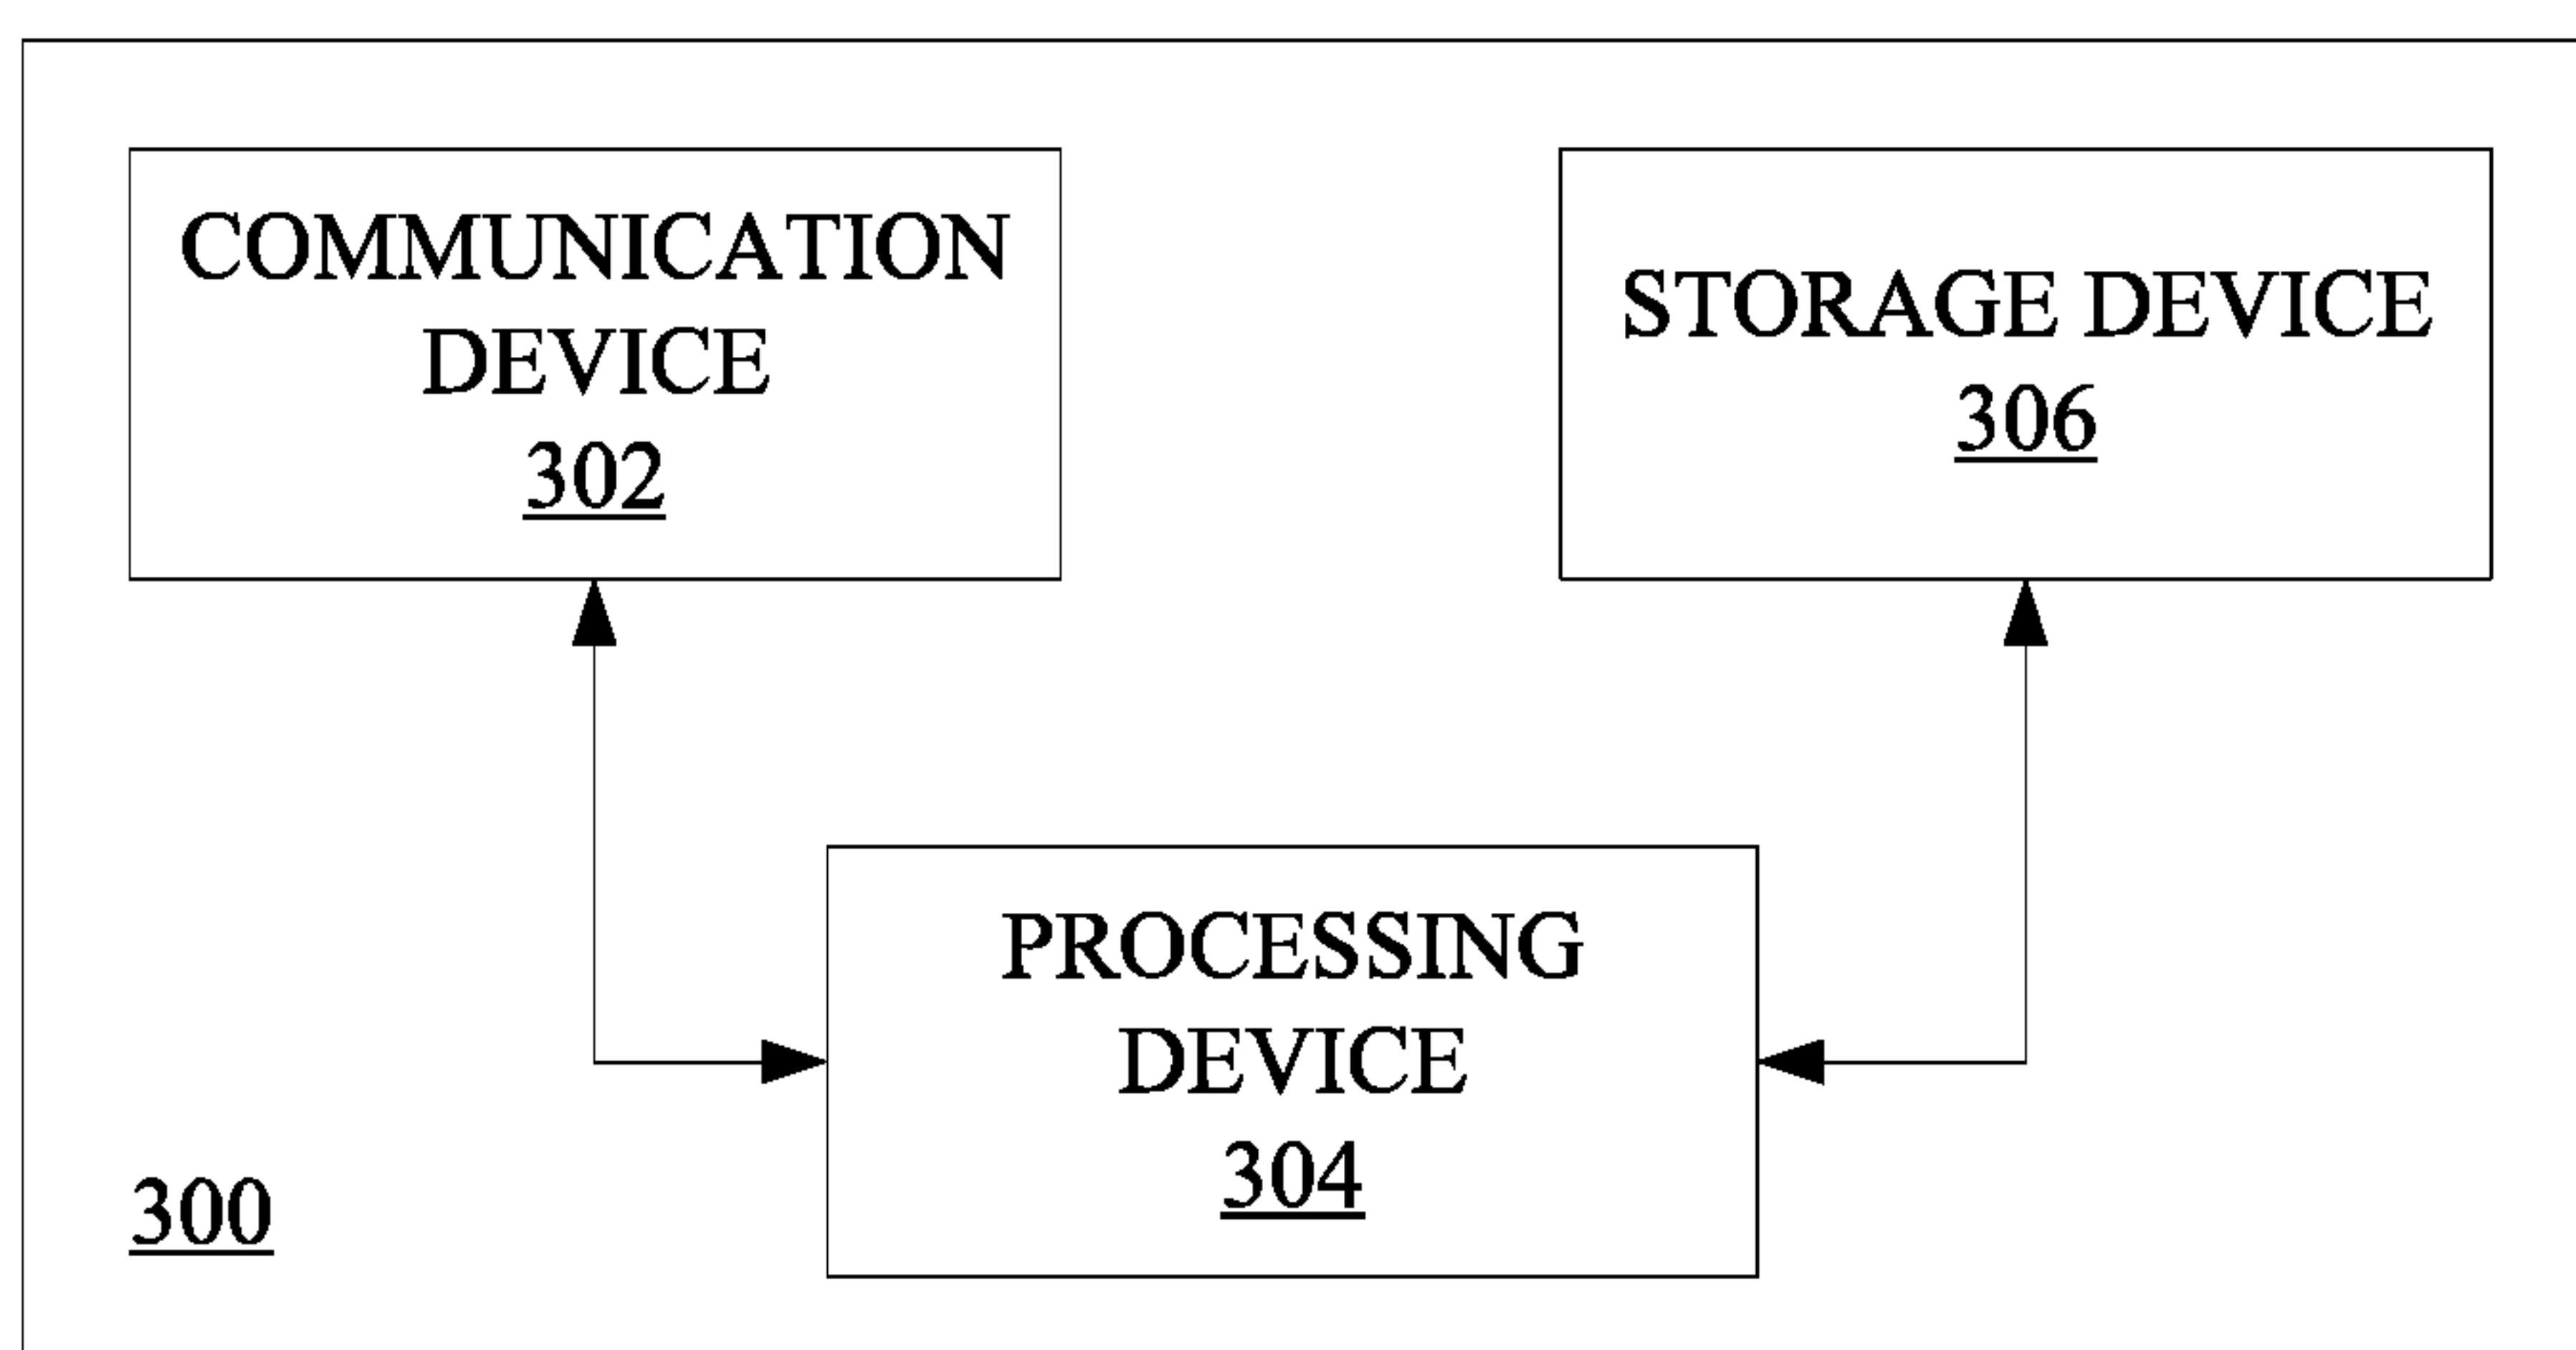 COMMUNICATION
DEVICE
302
STORAGE DEVICE
306
PROCESSING
DEVICE
304
300